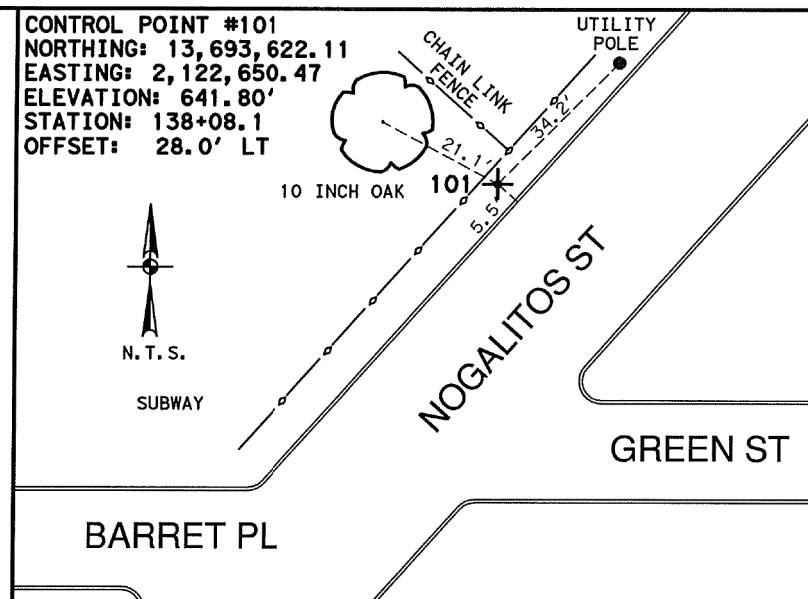 CONTROL POINT #101
NORTHING: 13,693,622.11
EASTING: 2,122,650.47
ELEVATION: 641.80'
STATION: 138+08.1
OFFSET: 28.0' LT
CHAIN LINK
FENCE
UTILITY
POLE
34.2'
21.1'
10 INCH OAK
101
5.5'
N.T.S.
SUBWAY
NOGALITOS ST
GREEN ST
BARRET PL